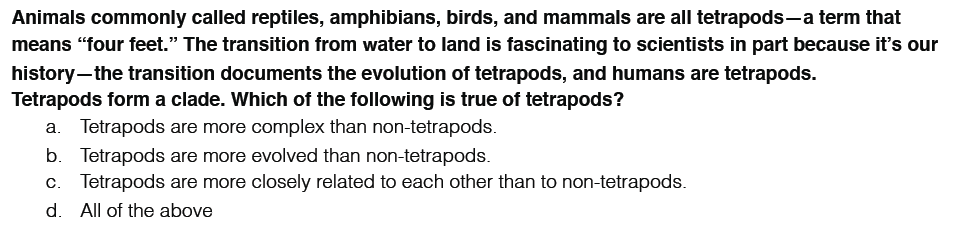 Animals commonly called reptiles, amphibians, birds, and mammals are all tetrapods—a term that
means “four feet.” The transition from water to land is fascinating to scientists in part because it’s our
history—the transition documents the evolution of tetrapods, and humans are tetrapods.
Tetrapods form a clade. Which of the following is true of tetrapods?
a. Tetrapods are more complex than non-tetrapods.
b. Tetrapods are more evolved than non-tetrapods.
c. Tetrapods are more closely related to each other than to non-tetrapods.
d. All of the above